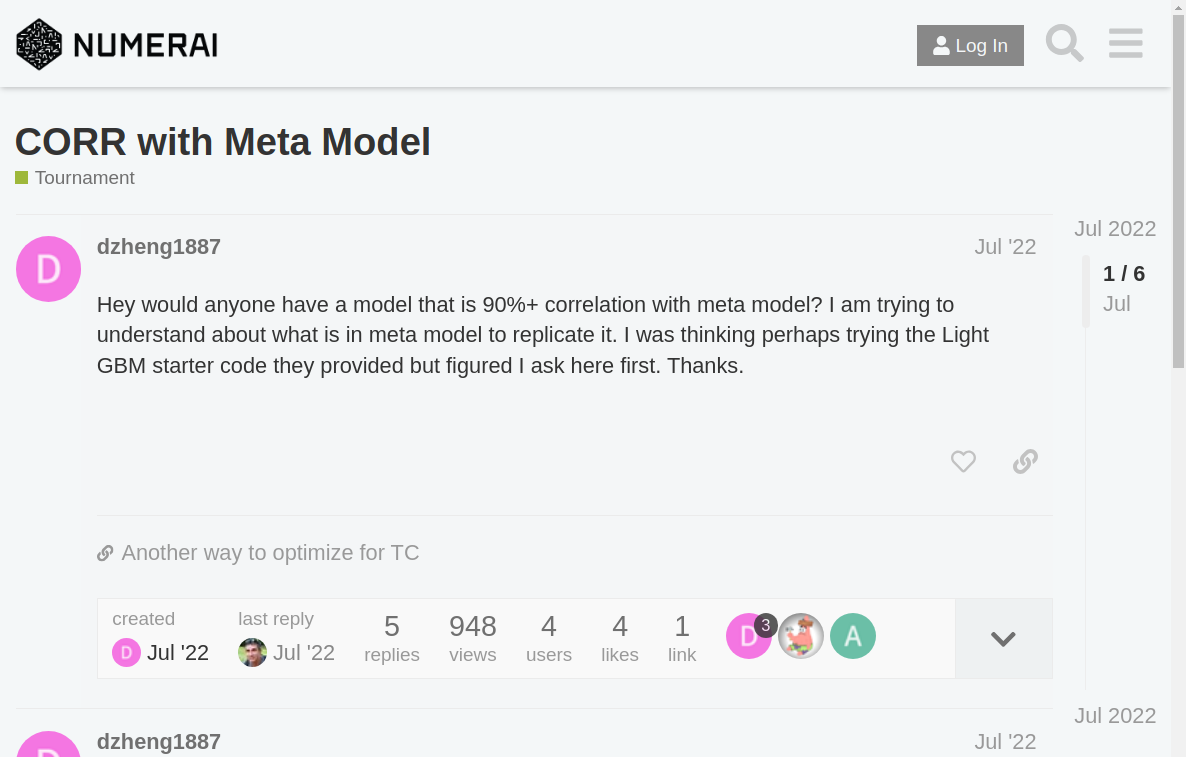 NUMERAI
Log In
CORR with Meta Model
Tournament
Jul 2022
dzheng1887
Jul '22
1 / 6
Jul
D
Hey would anyone have a model that is 90%+ correlation with meta model? I am trying to
understand about what is in meta model to replicate it. I was thinking perhaps trying the Light
GBM starter code they provided but figured I ask here first. Thanks.
Another way to optimize for TC
created
last reply
5
948
4
4
1
D
3
A
D
Jul '22
Jul '22
replies
views
users
likes
link
Jul 2022
dzheng1887
Jul '22
D